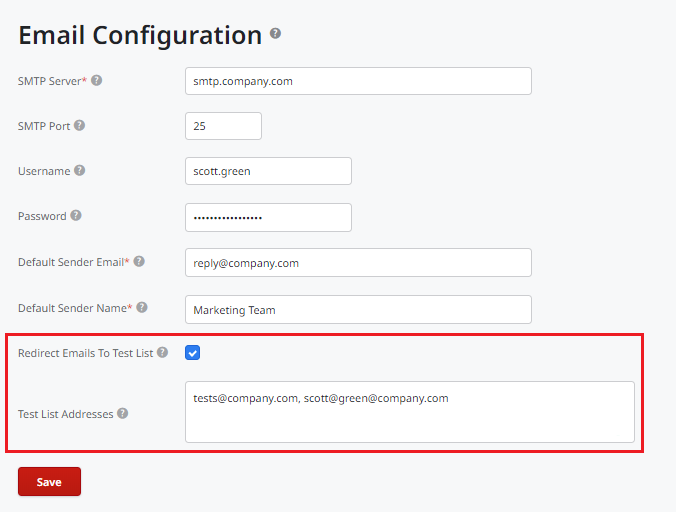 Email Configuration ?
SMTP Server* ? smtp.company.com
SMTP Port ? 25
Username ? scott.green
Password ? •••••••••••••••••
Default Sender Email* ? reply@company.com
Default Sender Name* ? Marketing Team
Redirect Emails To Test List ?
Test List Addresses ? tests@company.com, scott@green@company.com
Save